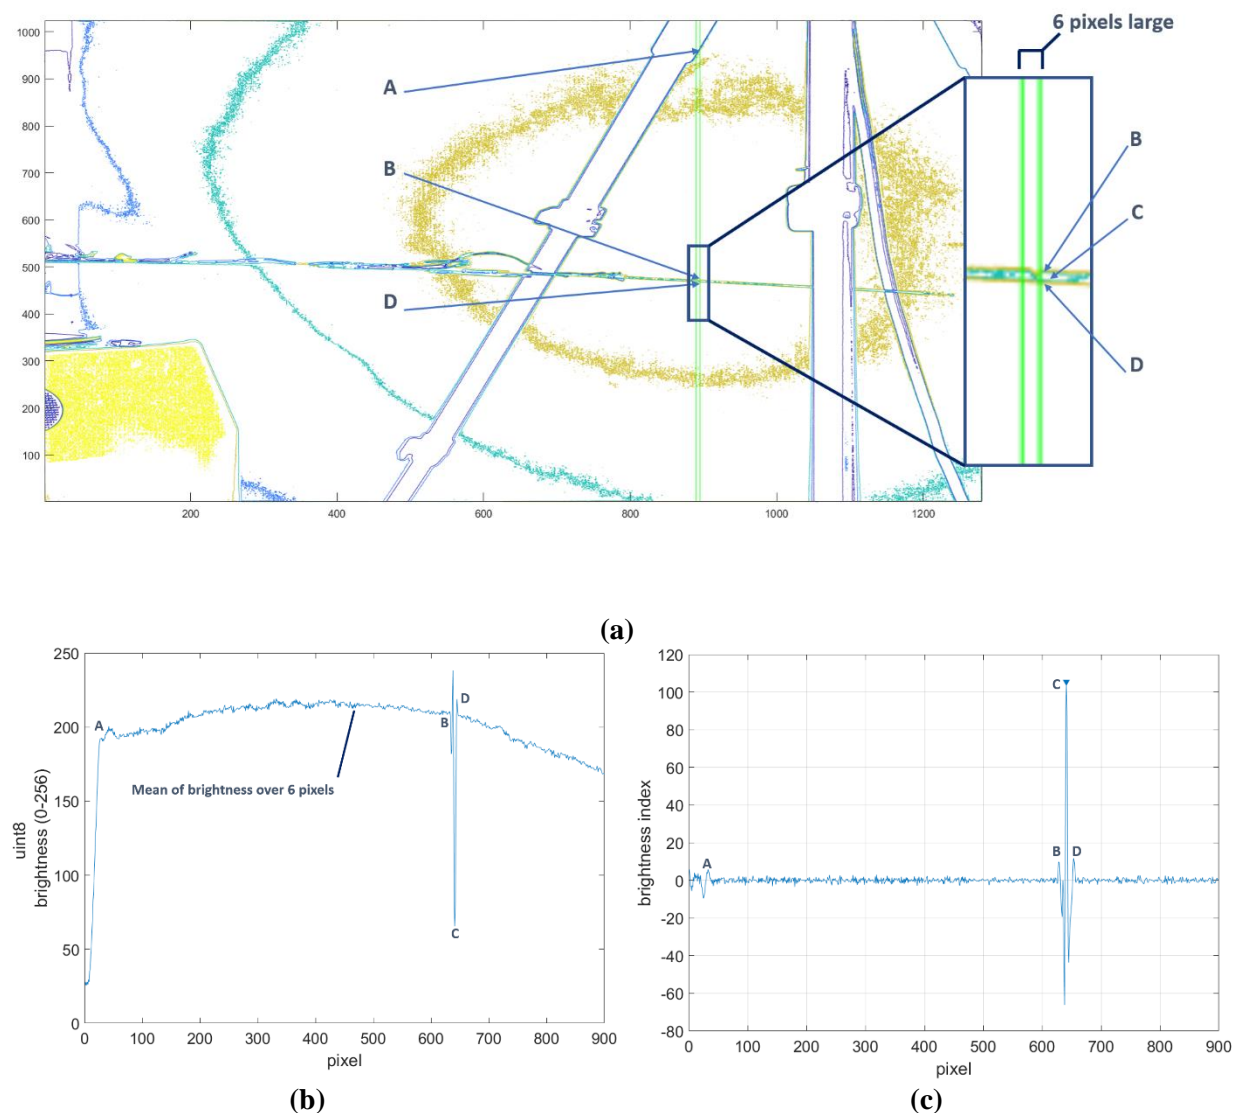 6 pixels large
1000
900
800
700
600
500
400
300
200
100
200
400
600
800
1000
1200
A
B
D
B
C
D
(a)
250
200
150
100
50
0
0
100
200
300
400
500
600
700
800
900
uint8
brightness (0-256)
pixel
A
B
D
C
Mean of brightness over 6 pixels
(b)
120
100
80
60
40
20
0
-20
-40
-60
-80
0
100
200
300
400
500
600
700
800
900
brightness index
pixel
A
B
C
D
(c)